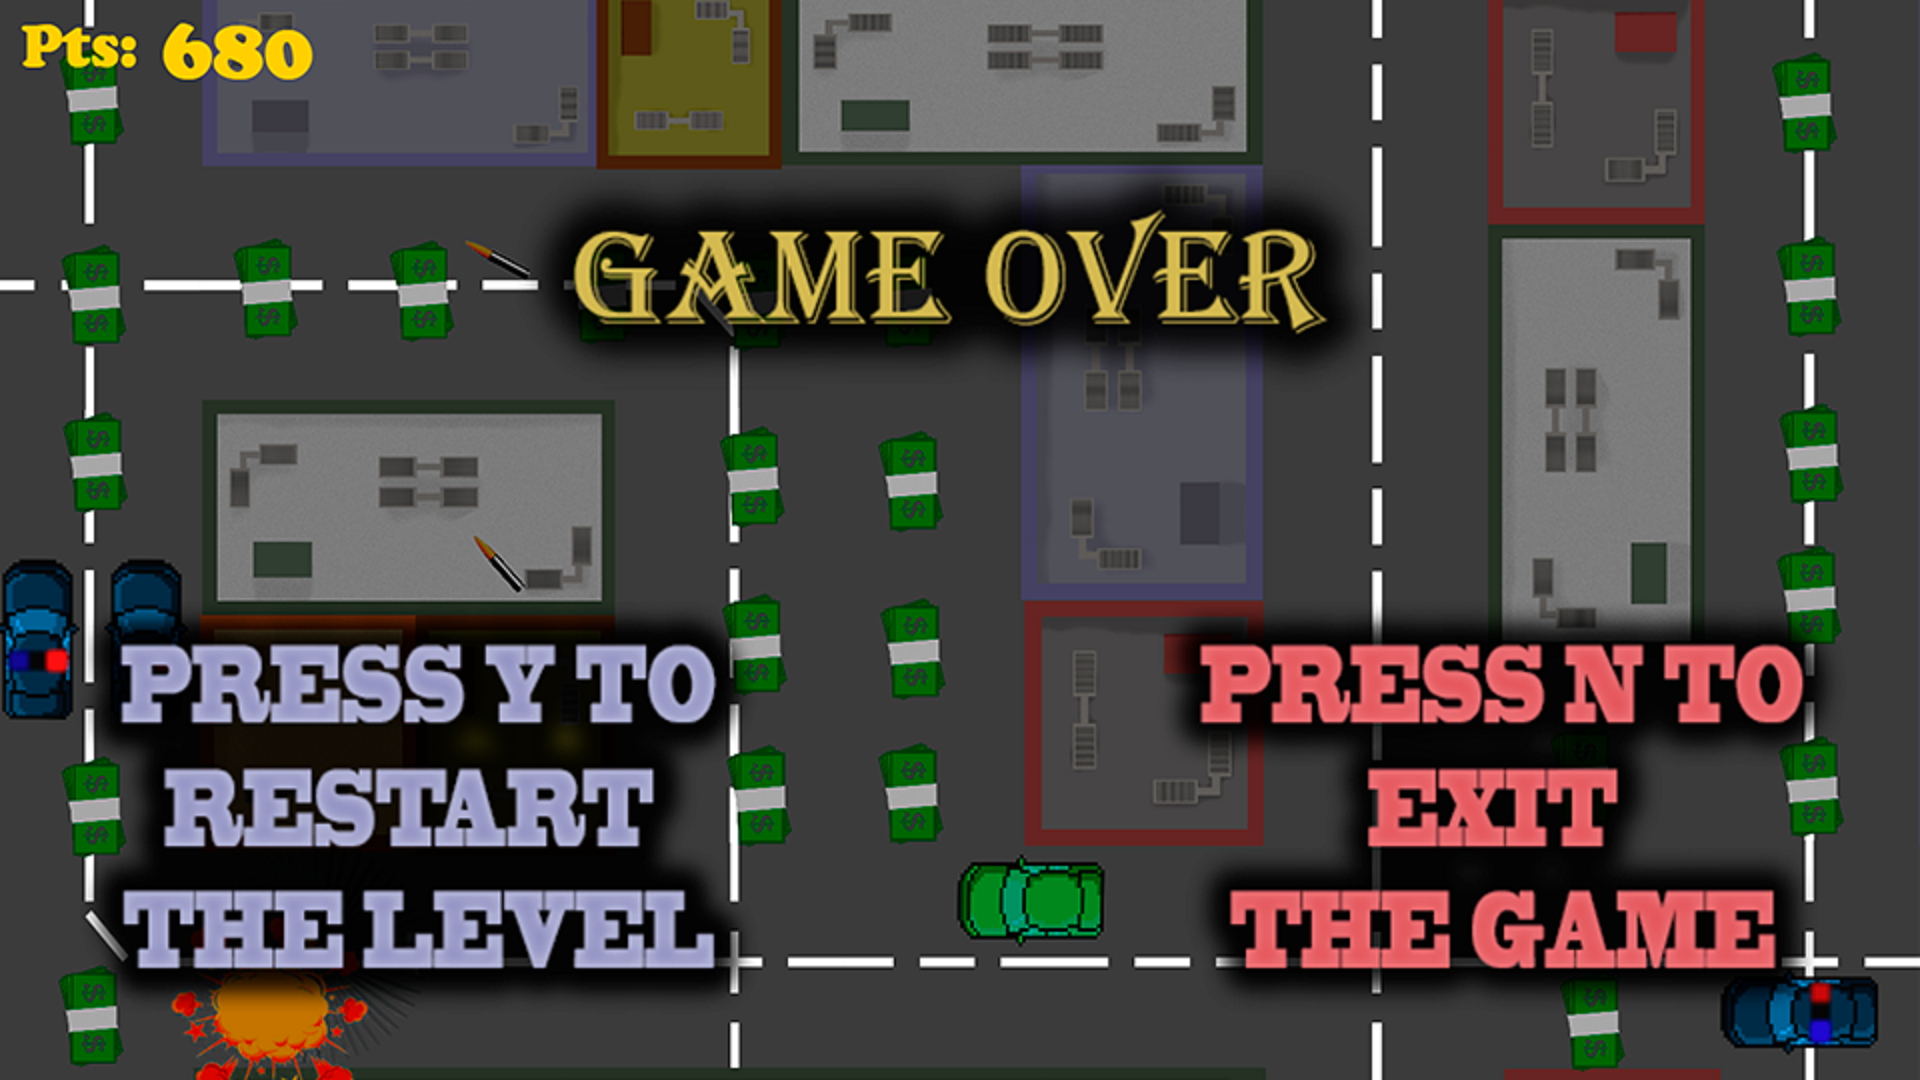 Pts: 680
GAME OVER
PRESS Y TO
RESTART
THE LEVEL
PRESS N TO
EXIT
THE GAME